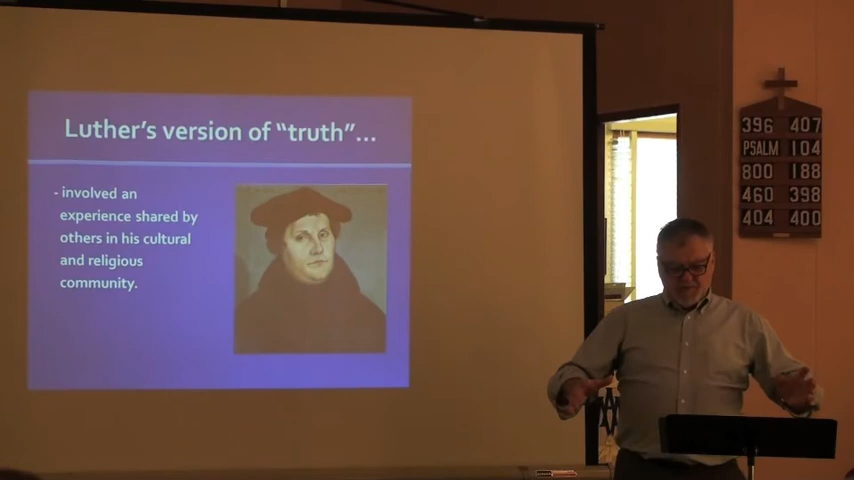 Luther's version of "truth"...
- involved an
experience shared by
others in his cultural
and religious
community.
396 407
PSALM 104
800 188
460 398
404 400